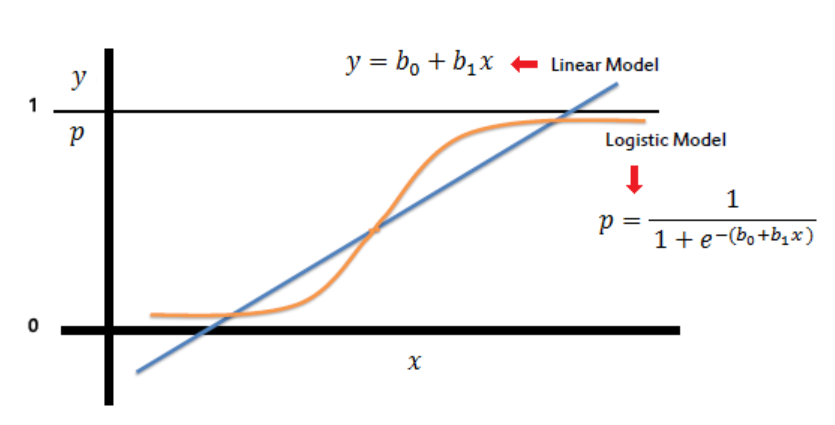 y = b₀ + b₁x
Linear Model
y
1
p
Logistic Model
p = 1 / (1 + e^−(b₀+b₁x))
0
x